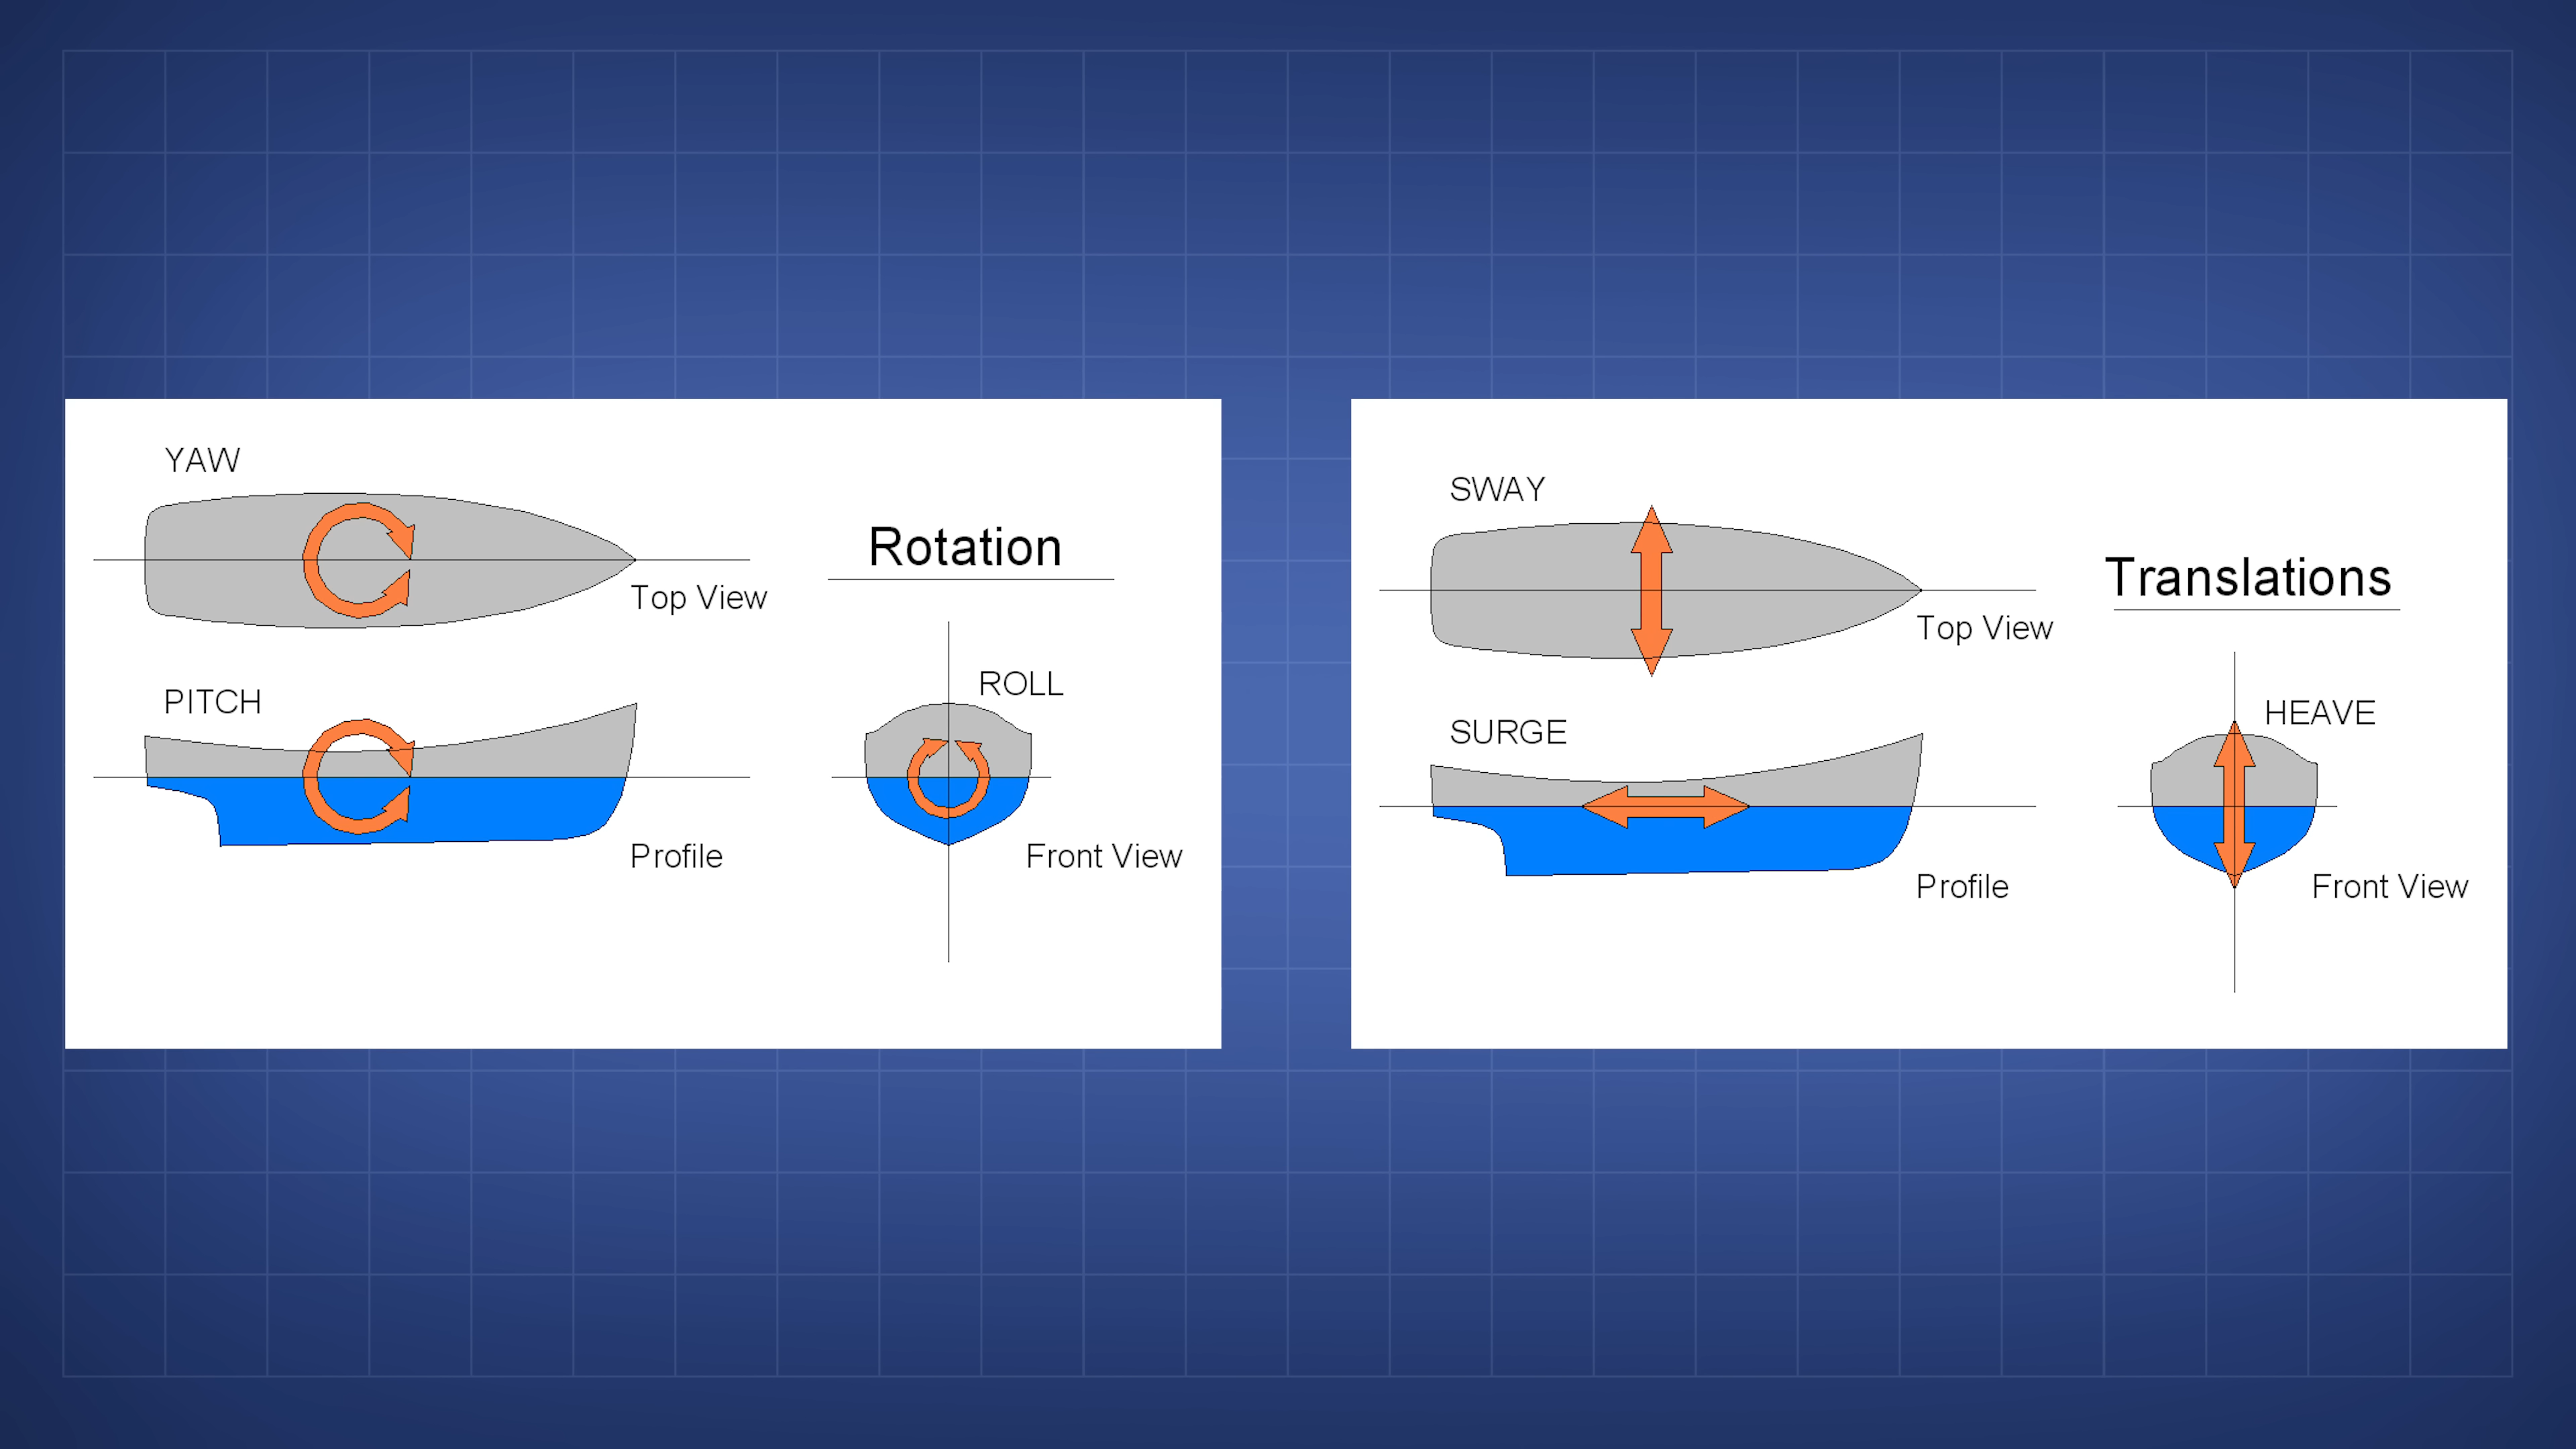 YAW
Rotation
Top View
PITCH
ROLL
Profile
Front View
SWAY
Translations
Top View
SURGE
HEAVE
Profile
Front View